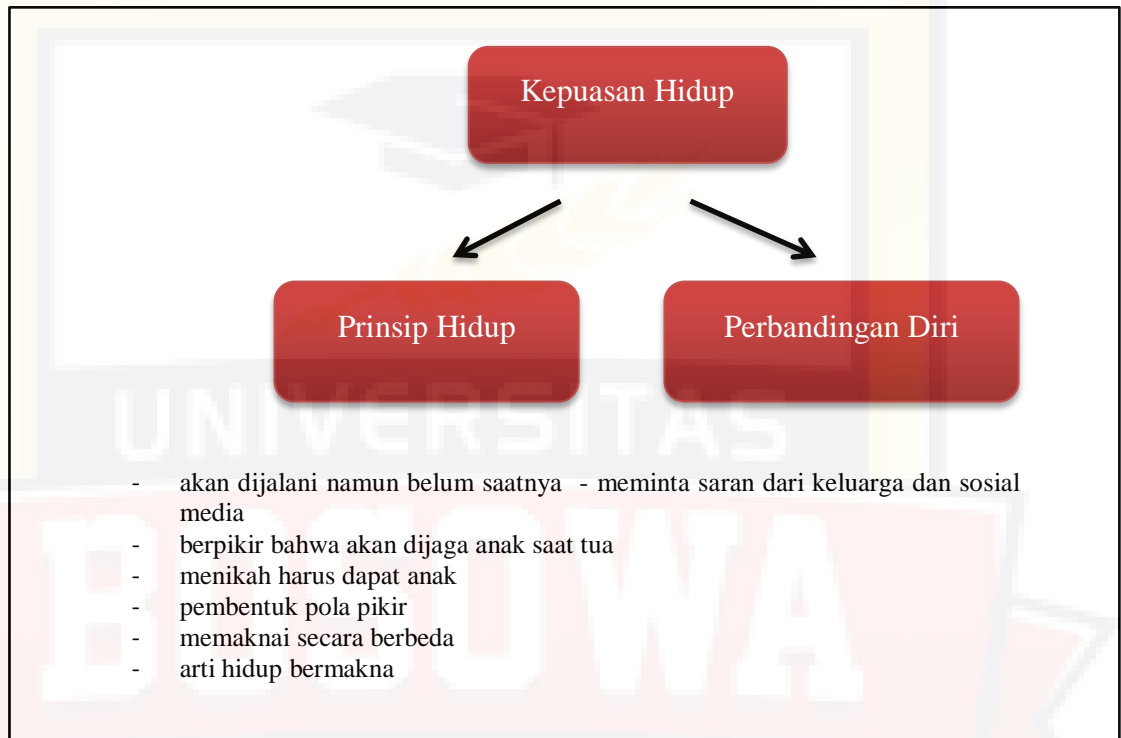 Kepuasan Hidup
Prinsip Hidup
Perbandingan Diri
- akan dijalani namun belum saatnya - meminta saran dari keluarga dan sosial
media
- berpikir bahwa akan dijaga anak saat tua
- menikah harus dapat anak
- pembentuk pola pikir
- memaknai secara berbeda
- arti hidup bermakna
UNIVERSITAS
BOSOWA